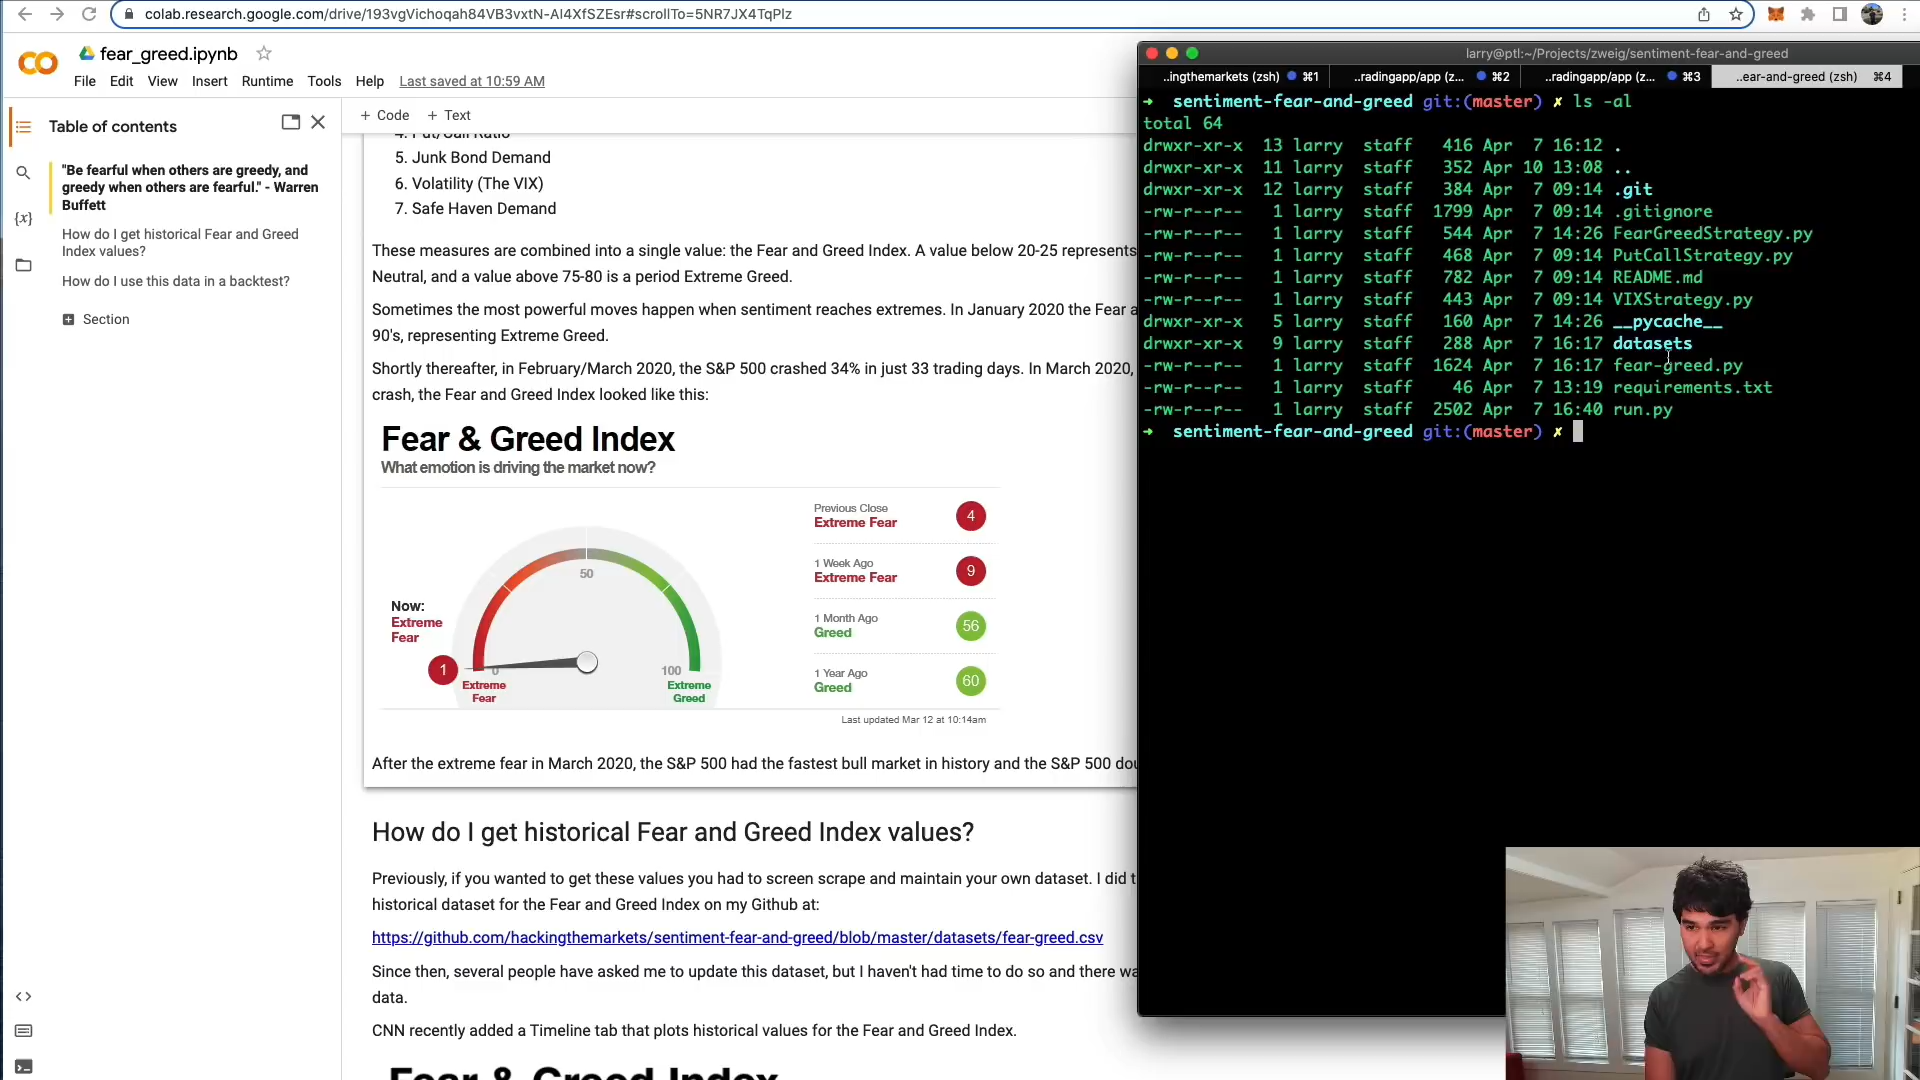 colab.research.google.com/drive/193vgVichoqah84VB3vxtN-AI4XfSZEsr#scrollTo=5NR7JX4TqPlz
fear_greed.ipynb
File Edit View Insert Runtime Tools Help Last saved at 10:59 AM
+ Code + Text
Table of contents
"Be fearful when others are greedy, and
greedy when others are fearful." - Warren
Buffett
How do I get historical Fear and Greed
Index values?
How do I use this data in a backtest?
Section
{x}
4. Put/Call Ratio
5. Junk Bond Demand
6. Volatility (The VIX)
7. Safe Haven Demand
These measures are combined into a single value: the Fear and Greed Index. A value below 20-25 represents
Neutral, and a value above 75-80 is a period Extreme Greed.
Sometimes the most powerful moves happen when sentiment reaches extremes. In January 2020 the Fear a
90's, representing Extreme Greed.
Shortly thereafter, in February/March 2020, the S&P 500 crashed 34% in just 33 trading days. In March 2020,
crash, the Fear and Greed Index looked like this:
Fear & Greed Index
What emotion is driving the market now?
Now:
Extreme
Fear
1
0
50
100
Extreme
Fear
Extreme
Greed
Previous Close
Extreme Fear
4
1 Week Ago
Extreme Fear
9
1 Month Ago
Greed
56
1 Year Ago
Greed
60
Last updated Mar 12 at 10:14am
After the extreme fear in March 2020, the S&P 500 had the fastest bull market in history and the S&P 500 dou
How do I get historical Fear and Greed Index values?
Previously, if you wanted to get these values you had to screen scrape and maintain your own dataset. I did t
historical dataset for the Fear and Greed Index on my Github at:
https://github.com/hackingthemarkets/sentiment-fear-and-greed/blob/master/datasets/fear-greed.csv
Since then, several people have asked me to update this dataset, but I haven't had time to do so and there wa
data.
CNN recently added a Timeline tab that plots historical values for the Fear and Greed Index.
Fear & Greed Index
larry@ptl:~/Projects/zweig/sentiment-fear-and-greed
..ingthemarkets (zsh) ⌘1 ..radingapp/app (z... ⌘2 ..radingapp/app (z... ⌘3 ..ear-and-greed (zsh) ⌘4
➜ sentiment-fear-and-greed git:(master) ✗ ls -al
total 64
drwxr-xr-x 13 larry staff 416 Apr 7 16:12 .
drwxr-xr-x 11 larry staff 352 Apr 10 13:08 ..
drwxr-xr-x 12 larry staff 384 Apr 7 09:14 .git
-rw-r--r-- 1 larry staff 1799 Apr 7 09:14 .gitignore
-rw-r--r-- 1 larry staff 544 Apr 7 14:26 FearGreedStrategy.py
-rw-r--r-- 1 larry staff 468 Apr 7 09:14 PutCallStrategy.py
-rw-r--r-- 1 larry staff 782 Apr 7 09:14 README.md
-rw-r--r-- 1 larry staff 443 Apr 7 09:14 VIXStrategy.py
drwxr-xr-x 5 larry staff 160 Apr 7 14:26 __pycache__
drwxr-xr-x 9 larry staff 288 Apr 7 16:17 datasets
-rw-r--r-- 1 larry staff 1624 Apr 7 16:17 fear-greed.py
-rw-r--r-- 1 larry staff 46 Apr 7 13:19 requirements.txt
-rw-r--r-- 1 larry staff 2502 Apr 7 16:40 run.py
➜ sentiment-fear-and-greed git:(master) ✗